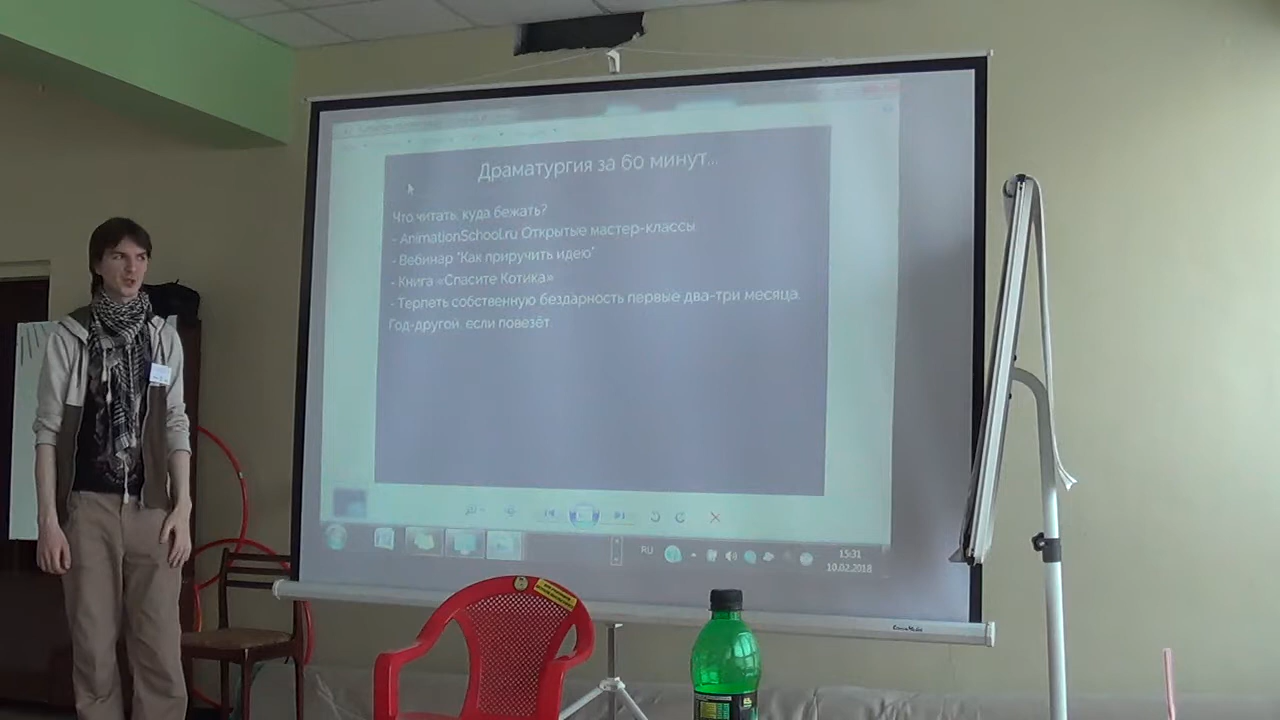 Драматургия за 60 минут...
Что читать, куда бежать?
- AnimationSchool.ru Открытые мастер-классы
- Вебинар "Как приручить идею"
- Книга «Спасите Котика»
- Терпеть собственную бездарность первые два-три месяца.
Год-другой, если повезёт.
RU
15:31
10.02.2018